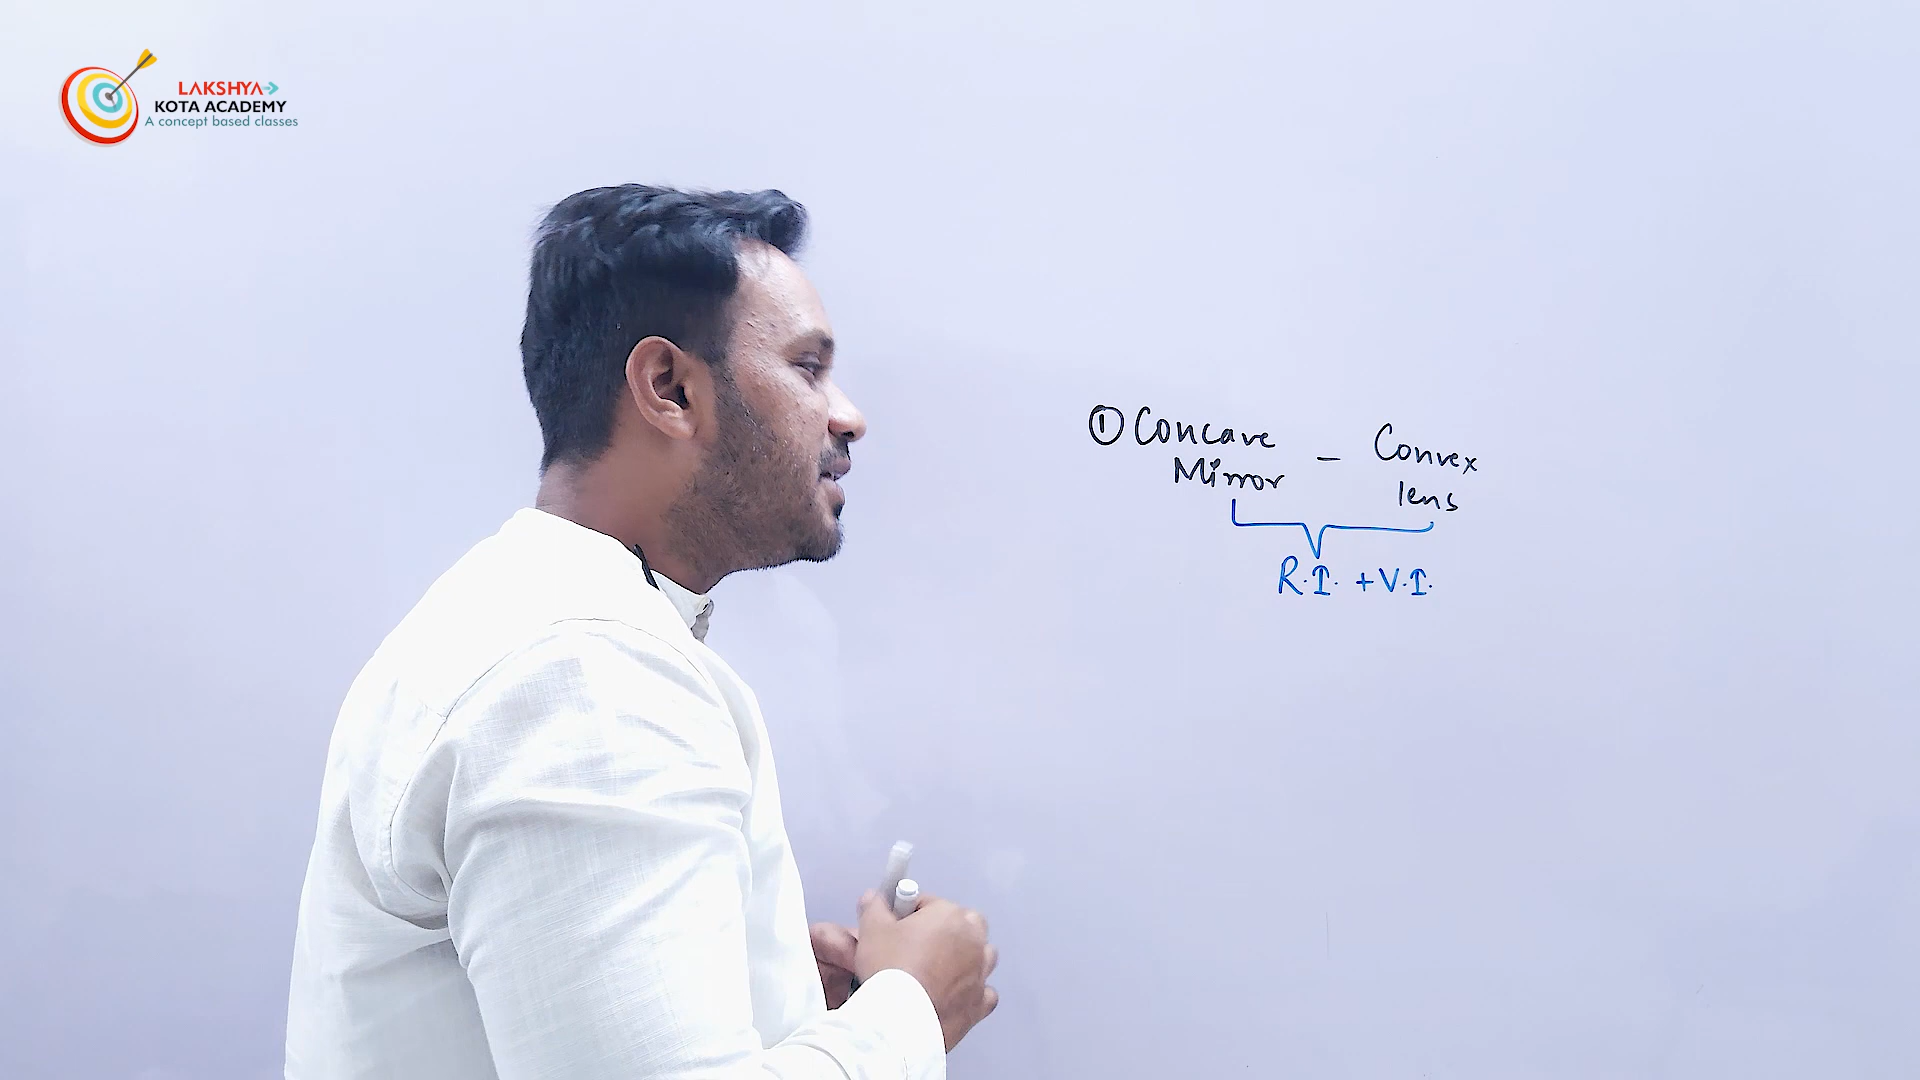 LAKSHYA
KOTA ACADEMY
A concept based classes
① Concave - Convex
Mirror lens
R.I. + V.I.